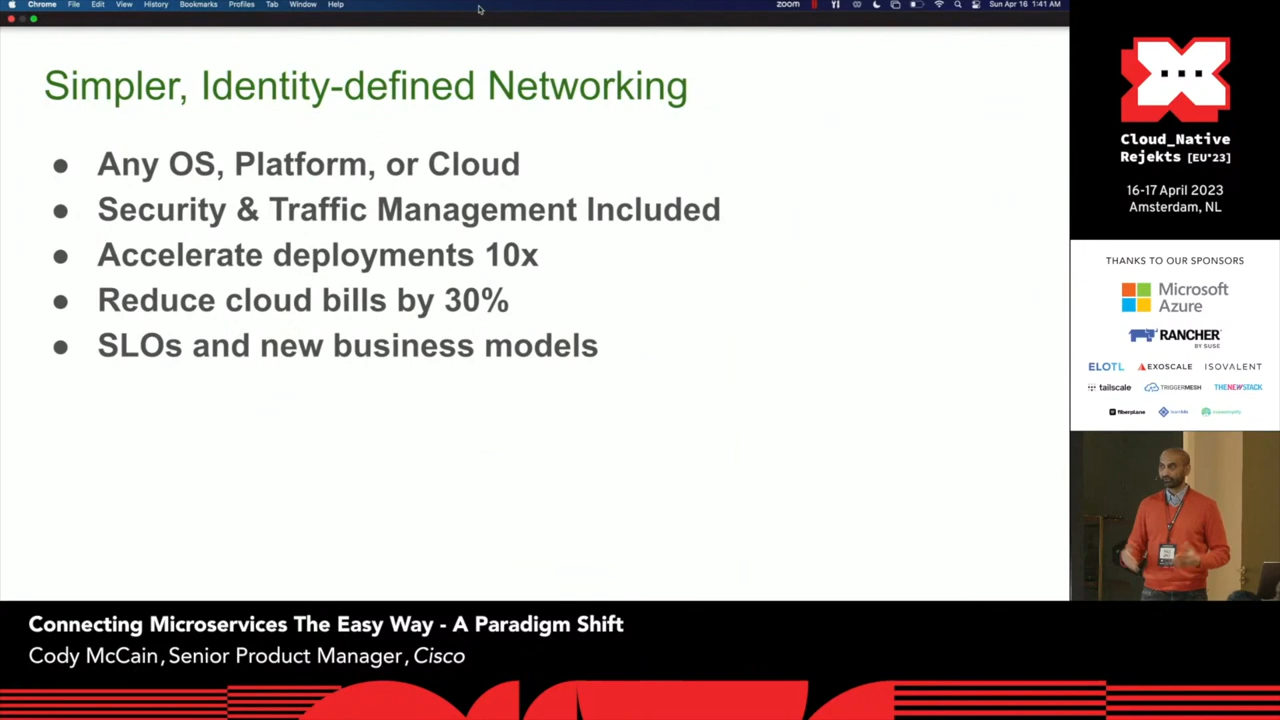 Chrome File Edit View History Bookmarks Profiles Tab Window Help
zoom
Sun Apr 16 1:41 AM
Simpler, Identity-defined Networking
● Any OS, Platform, or Cloud
● Security & Traffic Management Included
● Accelerate deployments 10x
● Reduce cloud bills by 30%
● SLOs and new business models
Cloud_Native
Rejekts [EU'23]
16-17 April 2023
Amsterdam, NL
THANKS TO OUR SPONSORS
Microsoft
Azure
RANCHER
BY SUSE
ELOTL EXOSCALE ISOVALENT
tailscale TRIGGERMESH THENEWSTACK
fiberplane
Connecting Microservices The Easy Way - A Paradigm Shift
Cody McCain, Senior Product Manager, Cisco